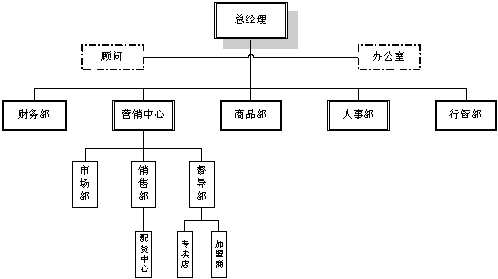 总经理
顾问
办公室
财务部
营销中心
商品部
人事部
行管部
市场部
销售部
督导部
配货中心
专卖店
加盟商